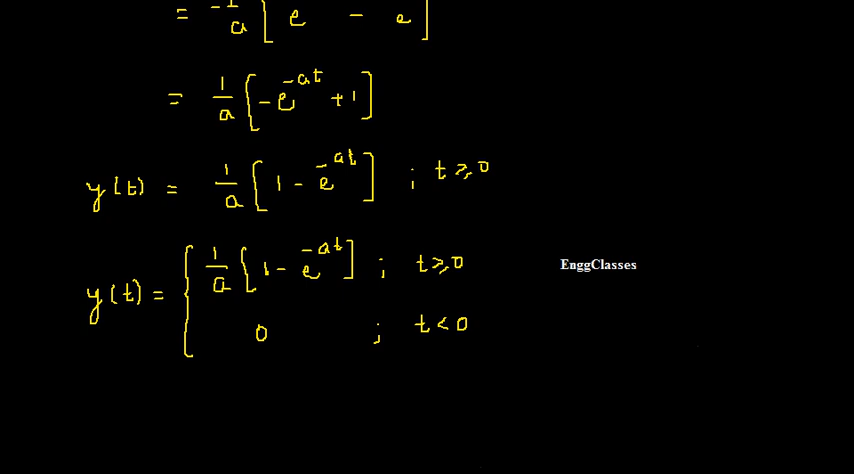 = -1/a [ e - e ]
= 1/a [ -e^-at + 1 ]
y(t) = 1/a [ 1 - e^-at ] ; t ≥ 0
y(t) = { 1/a [ 1 - e^-at ] ; t ≥ 0
0 ; t < 0
EnggClasses